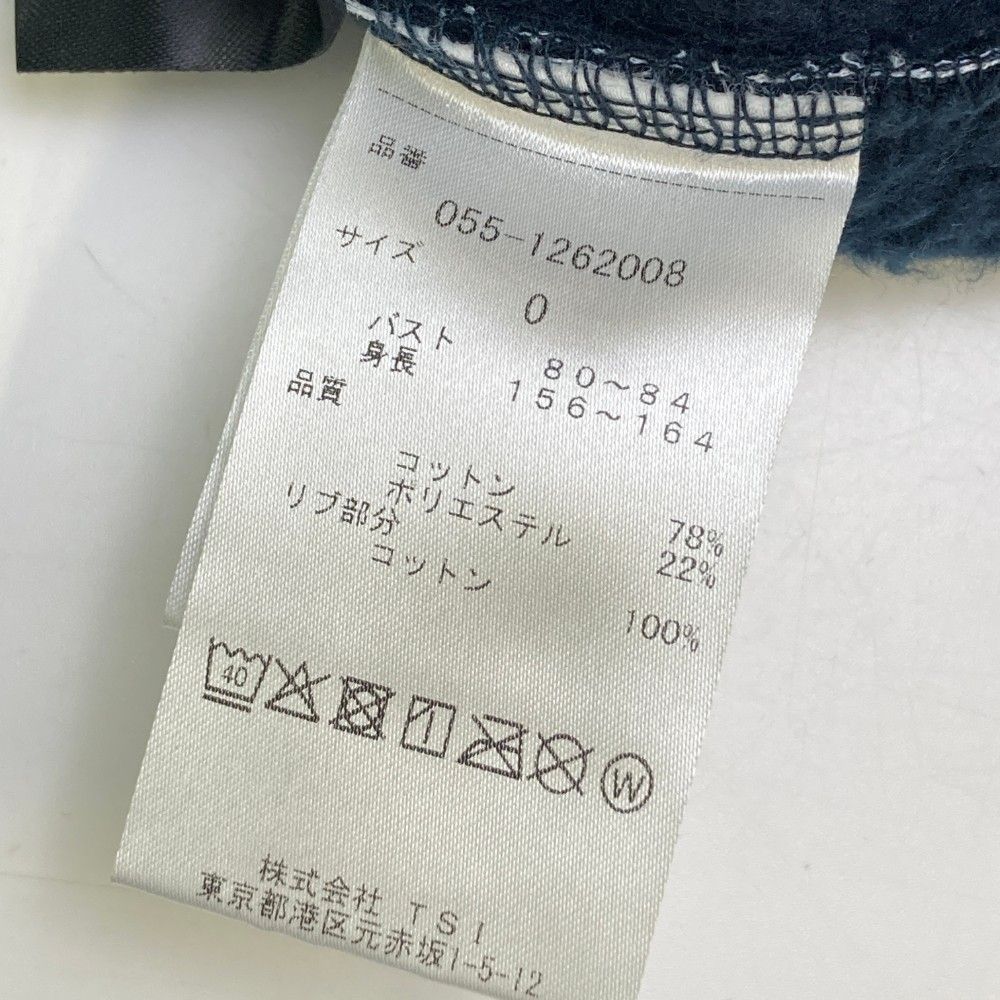 品番
055-1262008
サイズ
0
バスト 80～84
身長 156～164
品質
コットン 78%
ポリエステル 22%
リブ部分
コットン 100%
40
W
株式会社 TSI
東京都港区元赤坂1-5-12